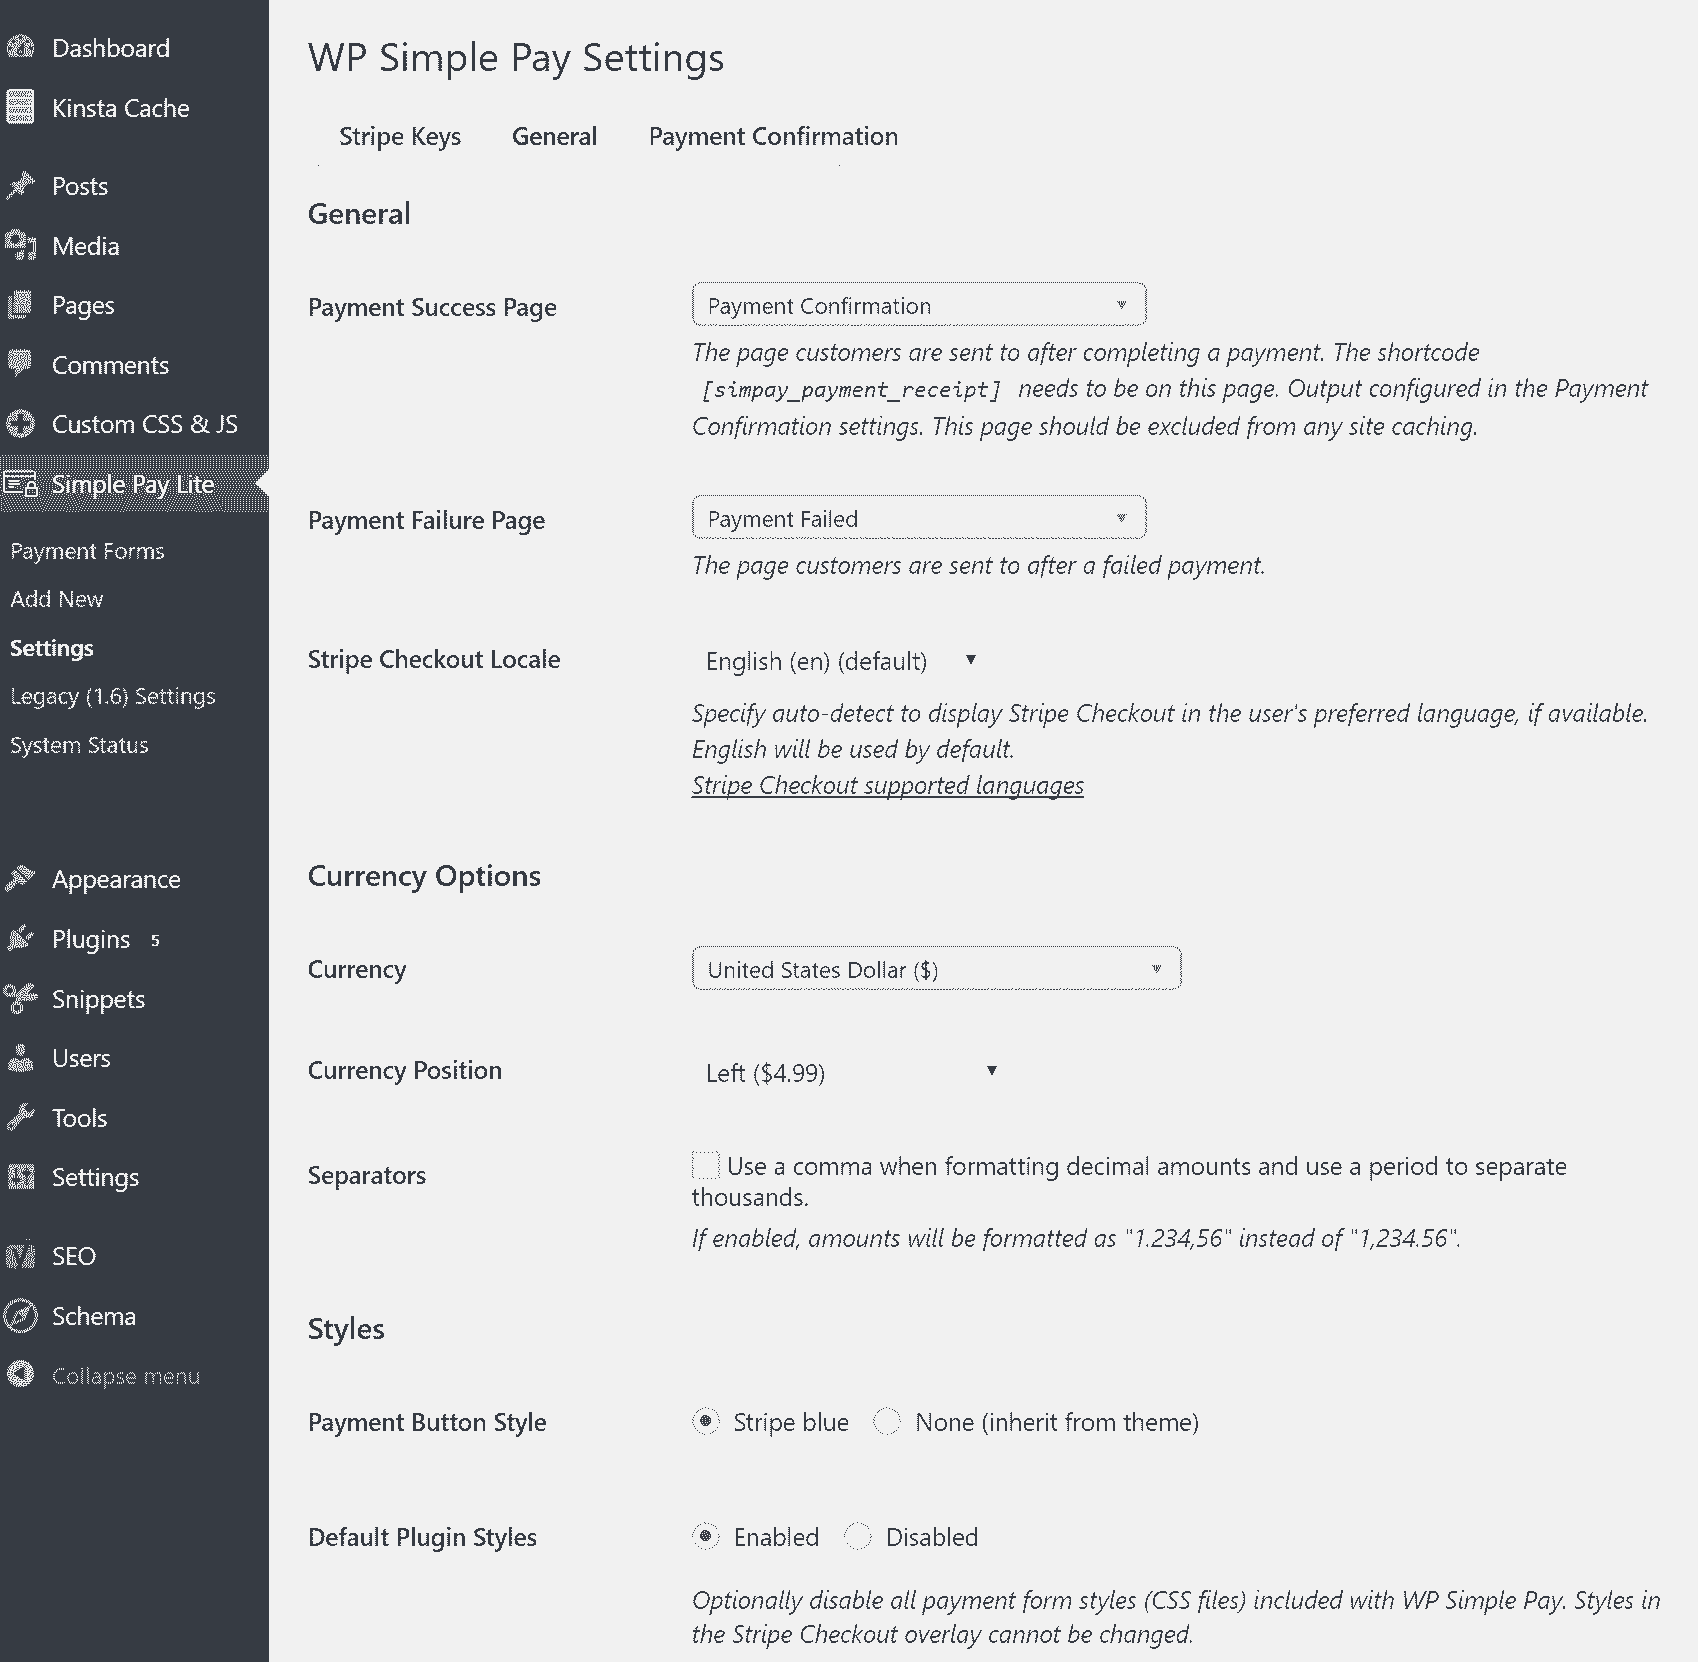 Dashboard
Kinsta Cache
Posts
Media
Pages
Comments
Custom CSS & JS
Simple Pay Lite
Payment Forms
Add New
Settings
Legacy (1.6) Settings
System Status
Appearance
Plugins 5
Snippets
Users
Tools
Settings
SEO
Schema
Collapse menu
WP Simple Pay Settings
Stripe Keys General Payment Confirmation
General
Payment Success Page Payment Confirmation
The page customers are sent to after completing a payment. The shortcode
[simpay_payment_receipt] needs to be on this page. Output configured in the Payment
Confirmation settings. This page should be excluded from any site caching.
Payment Failure Page Payment Failed
The page customers are sent to after a failed payment.
Stripe Checkout Locale English (en) (default)
Specify auto-detect to display Stripe Checkout in the user's preferred language, if available.
English will be used by default.
Stripe Checkout supported languages
Currency Options
Currency United States Dollar ($)
Currency Position Left ($4.99)
Separators Use a comma when formatting decimal amounts and use a period to separate
thousands.
If enabled, amounts will be formatted as "1.234,56" instead of "1,234.56".
Styles
Payment Button Style Stripe blue None (inherit from theme)
Default Plugin Styles Enabled Disabled
Optionally disable all payment form styles (CSS files) included with WP Simple Pay. Styles in
the Stripe Checkout overlay cannot be changed.